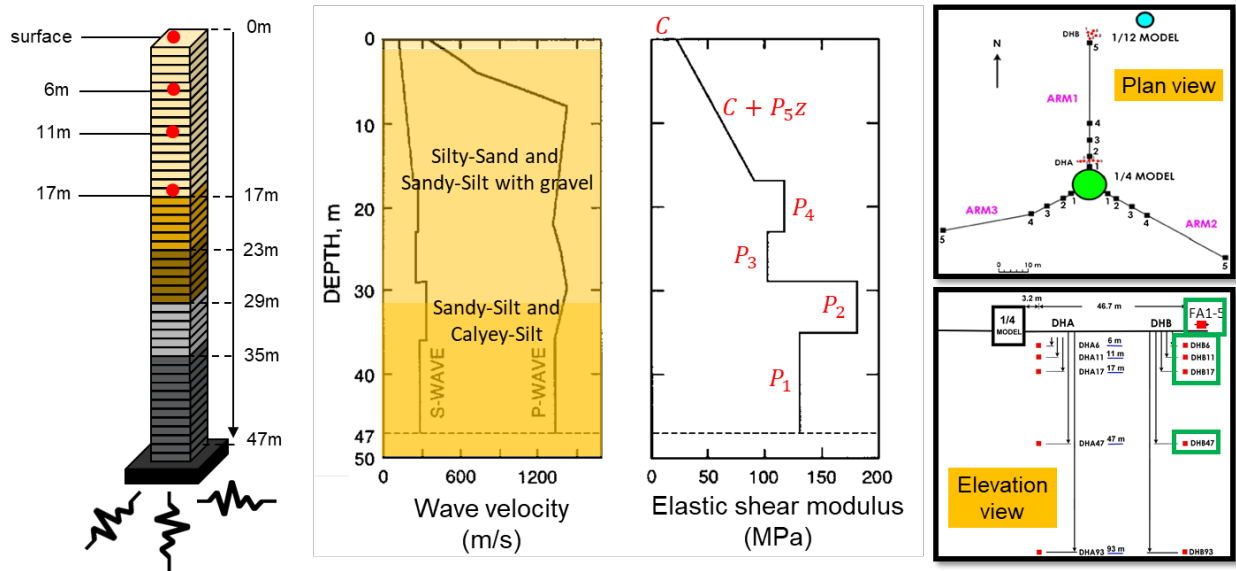 surface
6m
11m
17m
0m
17m
23m
29m
35m
47m
DEPTH, m
0
10
20
30
40
47
50
Silty-Sand and
Sandy-Silt with gravel
Sandy-Silt and
Calyey-Silt
S-WAVE
P-WAVE
0
600
1200
Wave velocity
(m/s)
C
C + P5z
P4
P3
P2
P1
0
50
100
150
200
Elastic shear modulus
(MPa)
DHB
5
1/12 MODEL
N
Plan view
ARM1
4
3
2
DHA
1
1/4 MODEL
ARM3
1
2
3
4
5
1
2
3
4
ARM2
5
0
10 m
3.2 m
46.7 m
1/4
MODEL
DHA
DHB
FA1-5
DHA6
6 m
DHB6
DHA11
11 m
DHB11
DHA17
17 m
DHB17
DHA47
47 m
DHB47
Elevation
view
DHA93
93 m
DHB93